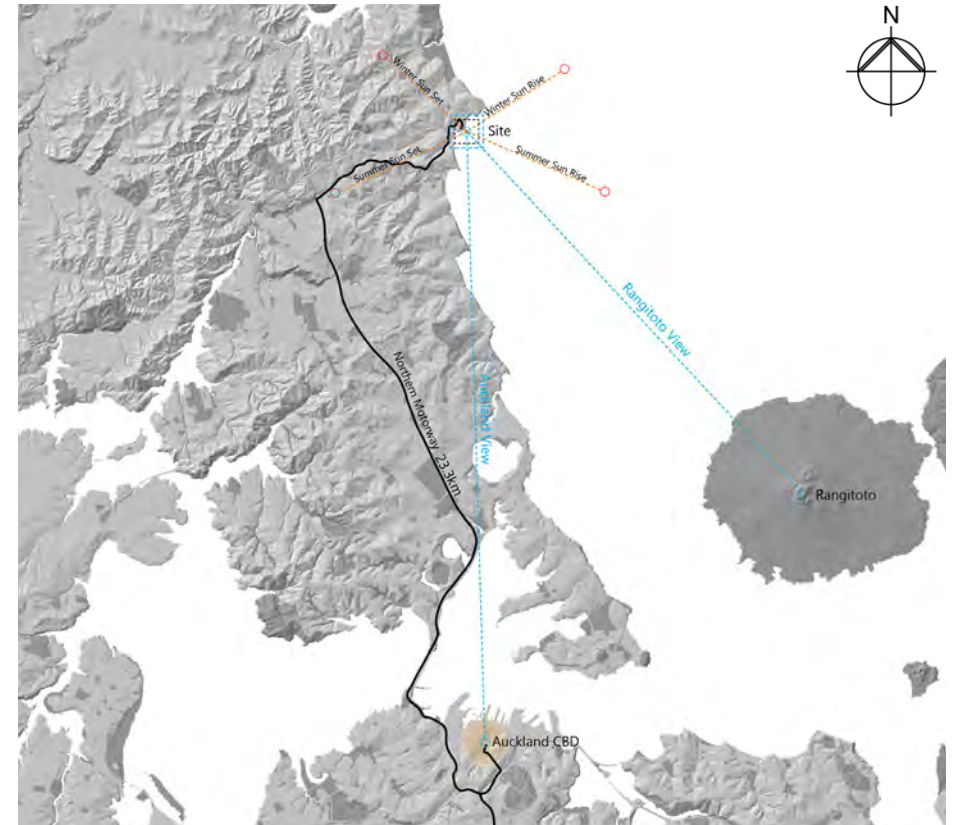 N
Winter Sun Set
Winter Sun Rise
Site
Summer Sun Set
Summer Sun Rise
Rangitoto View
Auckland View
Northern Motorway 23.3km
Rangitoto
Auckland CBD